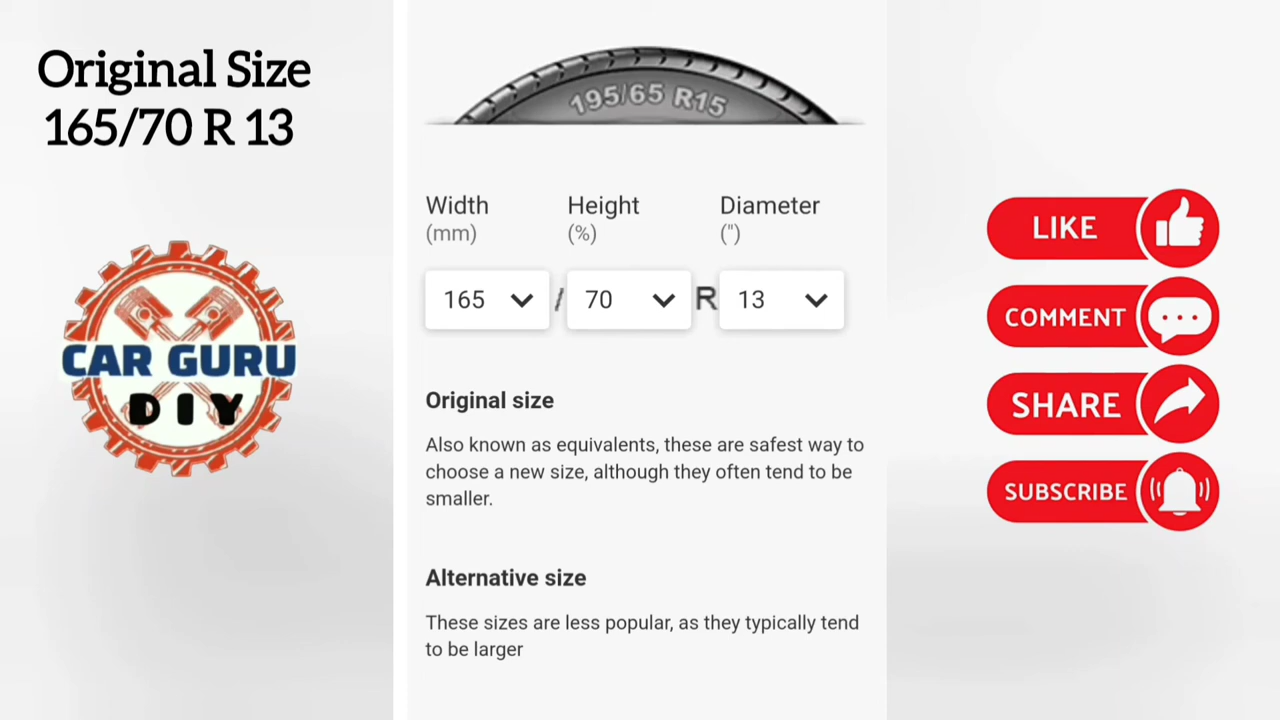 Original Size
165/70 R 13
CAR GURU
DIY
195/65 R15
Width Height Diameter
(mm) (%) (")
165 / 70 R 13
Original size
Also known as equivalents, these are safest way to
choose a new size, although they often tend to be
smaller.
Alternative size
These sizes are less popular, as they typically tend
to be larger
LIKE
COMMENT
SHARE
SUBSCRIBE